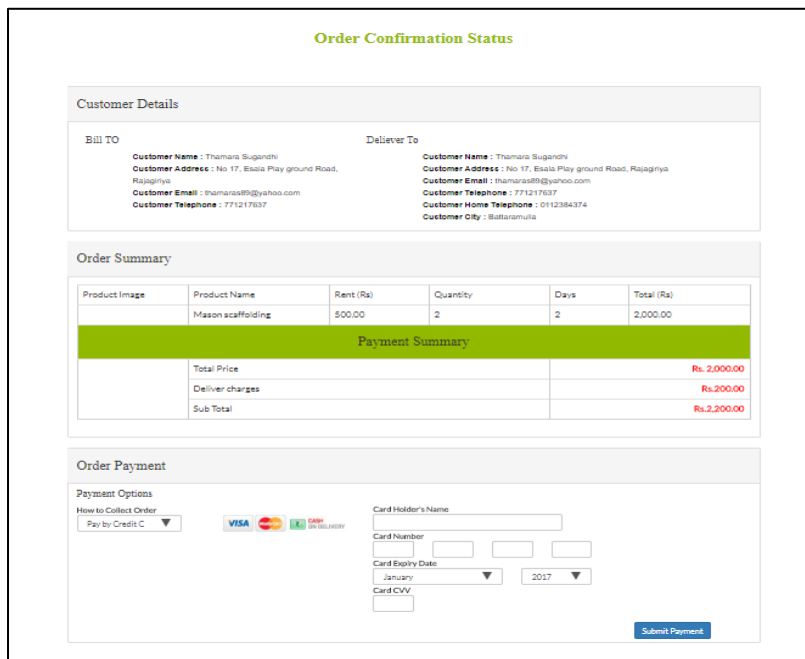 Order Confirmation Status
Customer Details
Bill TO
Customer Name : Thamara Sugandhi
Customer Address : No 17, Esala Play ground Road,
Rajagiriya
Customer Email : thamaras89@yahoo.com
Customer Telephone : 771217637
Deliever To
Customer Name : Thamara Sugandhi
Customer Address : No 17, Esala Play ground Road, Rajagiriya
Customer Email : thamaras89@yahoo.com
Customer Telephone : 771217637
Customer Home Telephone : 0112384374
Customer City : Battaramulla
Order Summary
Product Image Product Name Rent (Rs) Quantity Days Total (Rs)
Mason scaffolding 500.00 2 2 2,000.00
Payment Summary
Total Price Rs. 2,000.00
Deliver charges Rs.200.00
Sub Total Rs.2,200.00
Order Payment
Payment Options
How to Collect Order
Pay by Credit C
VISA MasterCard CASH
ON DELIVERY
Card Holder's Name
Card Number
Card Expiry Date
January 2017
Card CVV
Submit Payment